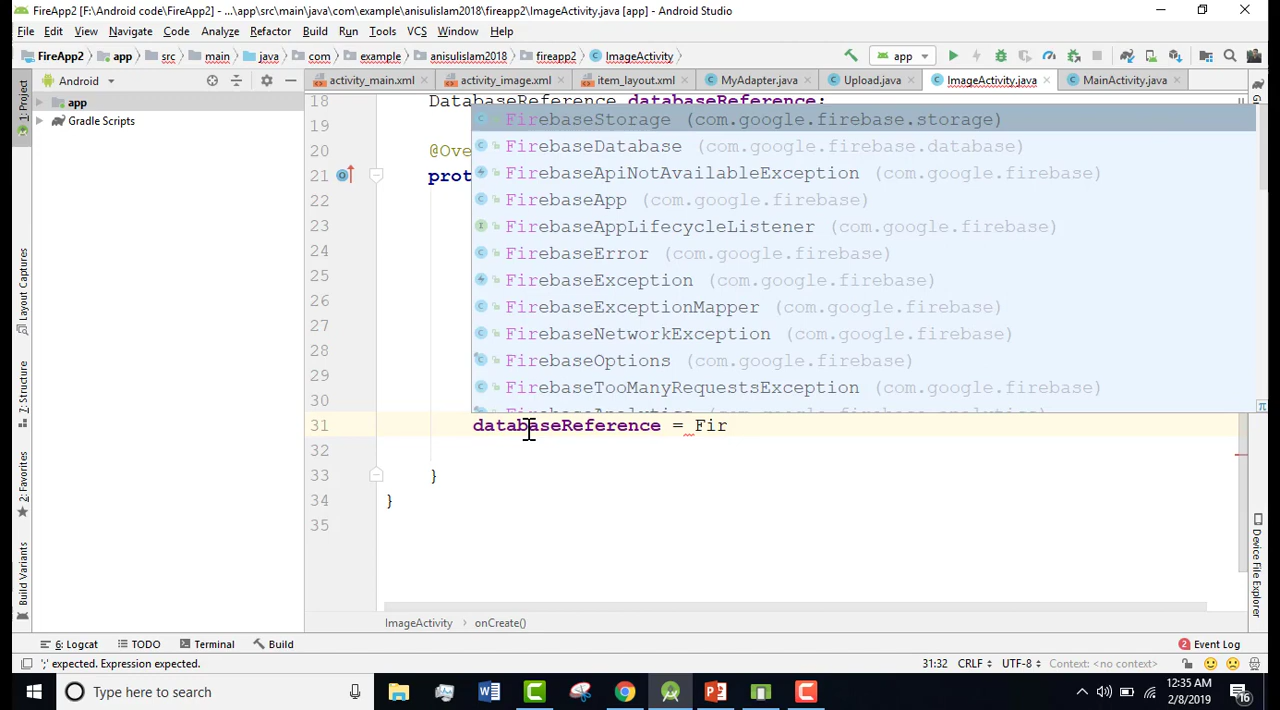 FireApp2 [F:\Android code\FireApp2] - ...\app\src\main\java\com\example\anisulislam2018\fireapp2\ImageActivity.java [app] - Android Studio
File Edit View Navigate Code Analyze Refactor Build Run Tools VCS Window Help
FireApp2 app src main java com example anisulislam2018 fireapp2 ImageActivity app
Android activity_main.xml activity_image.xml item_layout.xml MyAdapter.java Upload.java ImageActivity.java MainActivity.java
1: Project
app
Gradle Scripts
Layout Captures
7: Structure
2: Favorites
Build Variants
18 DatabaseReference databaseReference;
19 FirebaseStorage (com.google.firebase.storage)
20 @Ove FirebaseDatabase (com.google.firebase.database)
21 prot FirebaseApiNotAvailableException (com.google.firebase)
22 FirebaseApp (com.google.firebase)
23 FirebaseAppLifecycleListener (com.google.firebase)
24 FirebaseError (com.google.firebase)
25 FirebaseException (com.google.firebase)
26 FirebaseExceptionMapper (com.google.firebase)
27 FirebaseNetworkException (com.google.firebase)
28 FirebaseOptions (com.google.firebase)
29 FirebaseTooManyRequestsException (com.google.firebase)
30
31 databaseReference = Fir
32
33 }
34 }
35
Device File Explorer
ImageActivity › onCreate()
6: Logcat TODO Terminal Build 2 Event Log
';' expected. Expression expected. 31:32 CRLF UTF-8 Context: <no context>
Type here to search
12:35 AM
2/8/2019
16